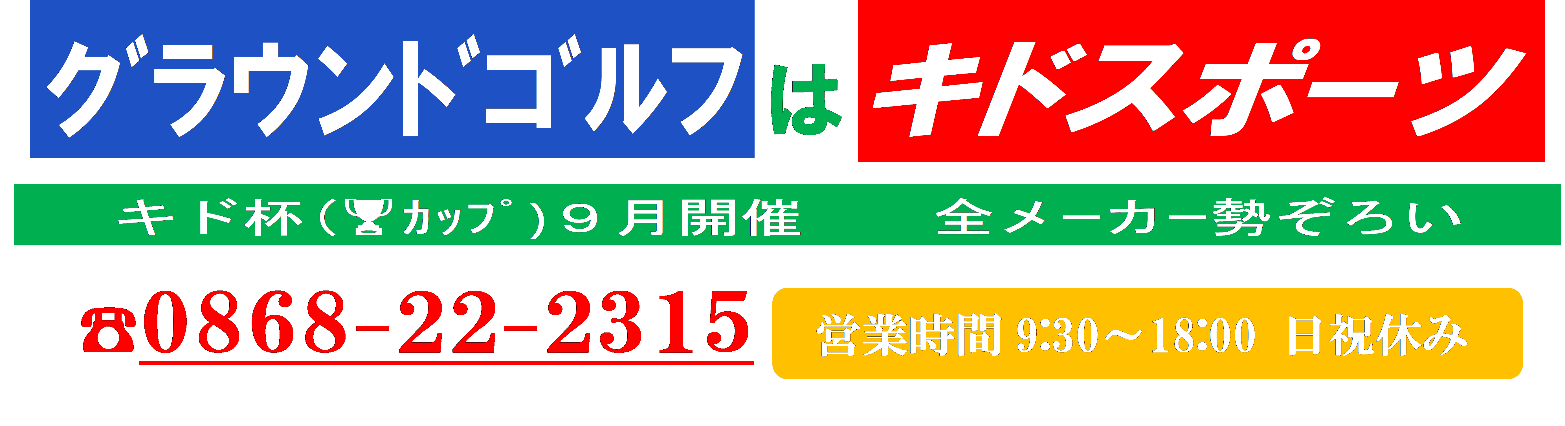 グラウンドゴルフはキドスポーツ
キド杯(🏆カップ)９月開催　全メーカー勢ぞろい
☎0868-22-2315 営業時間 9:30～18:00 日祝休み